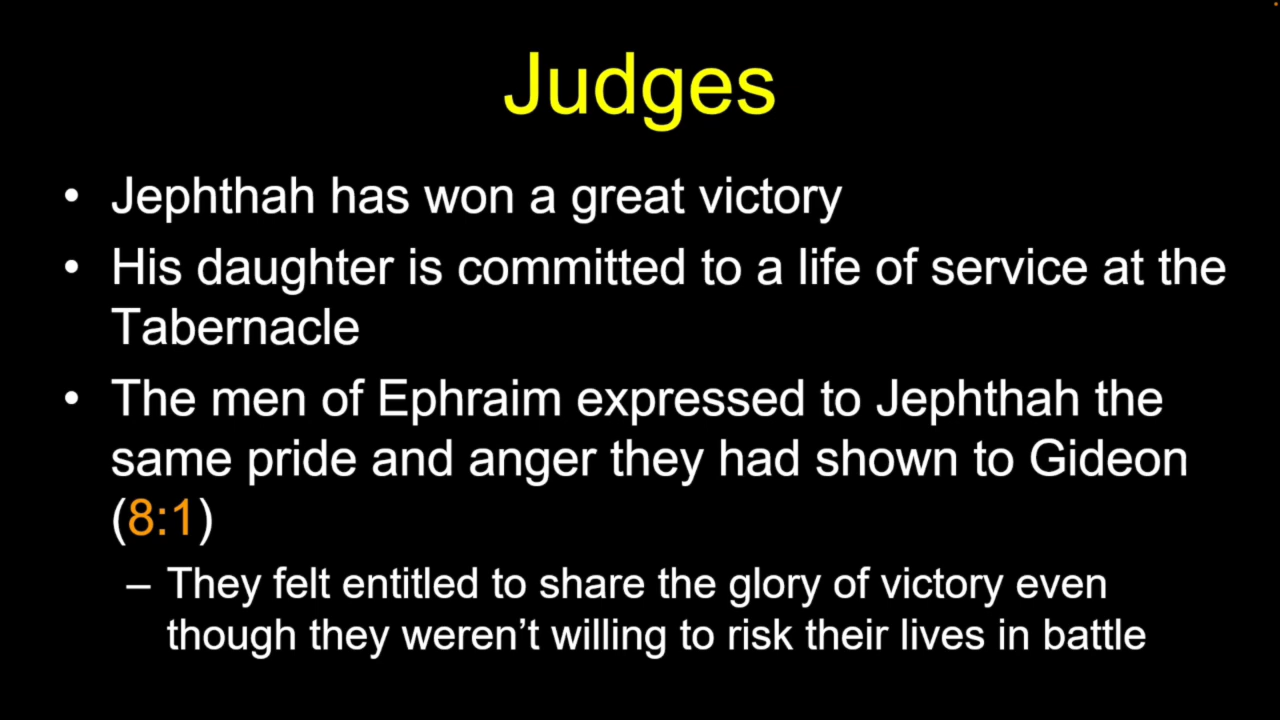 Judges
• Jephthah has won a great victory
• His daughter is committed to a life of service at the
Tabernacle
• The men of Ephraim expressed to Jephthah the
same pride and anger they had shown to Gideon
(8:1)
– They felt entitled to share the glory of victory even
though they weren’t willing to risk their lives in battle